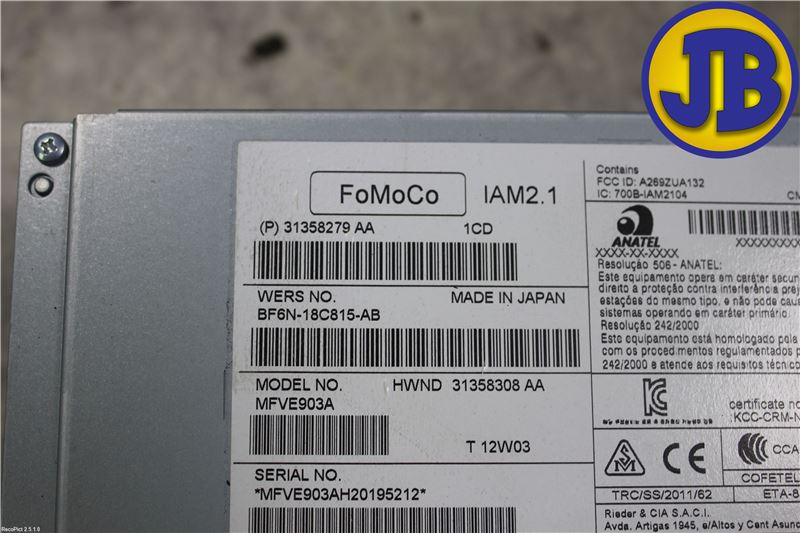 JB
FoMoCo IAM2.1
(P) 31358279 AA 1CD
WERS NO. MADE IN JAPAN
BF6N-18C815-AB
MODEL NO. HWND 31358308 AA
MFVE903A
T 12W03
SERIAL NO.
*MFVE903AH20195212*
Contains
FCC ID: A269ZUA132
IC: 700B-IAM2104
ANATEL
XXXX-XX-XXXX
Resolução 506 - ANATEL:
Este equipamento opera em caráter
direito a proteção contra interferência
estações do mesmo tipo, e não pode
sistemas operando em caráter primário.
Resolução 242/2000
Este equipamento está homologado pela
com os procedimentos regulamentados
242/2000 e atende aos requisitos
certificate
KCC-CRM-
SM CE CCA
COFETEL
TRC/SS/2011/62 ETA-8
Rieder & CIA S.A.C.I.
Avda. Artigas 1945, e/Altos y Cent
RecoPict 2.5.1.0